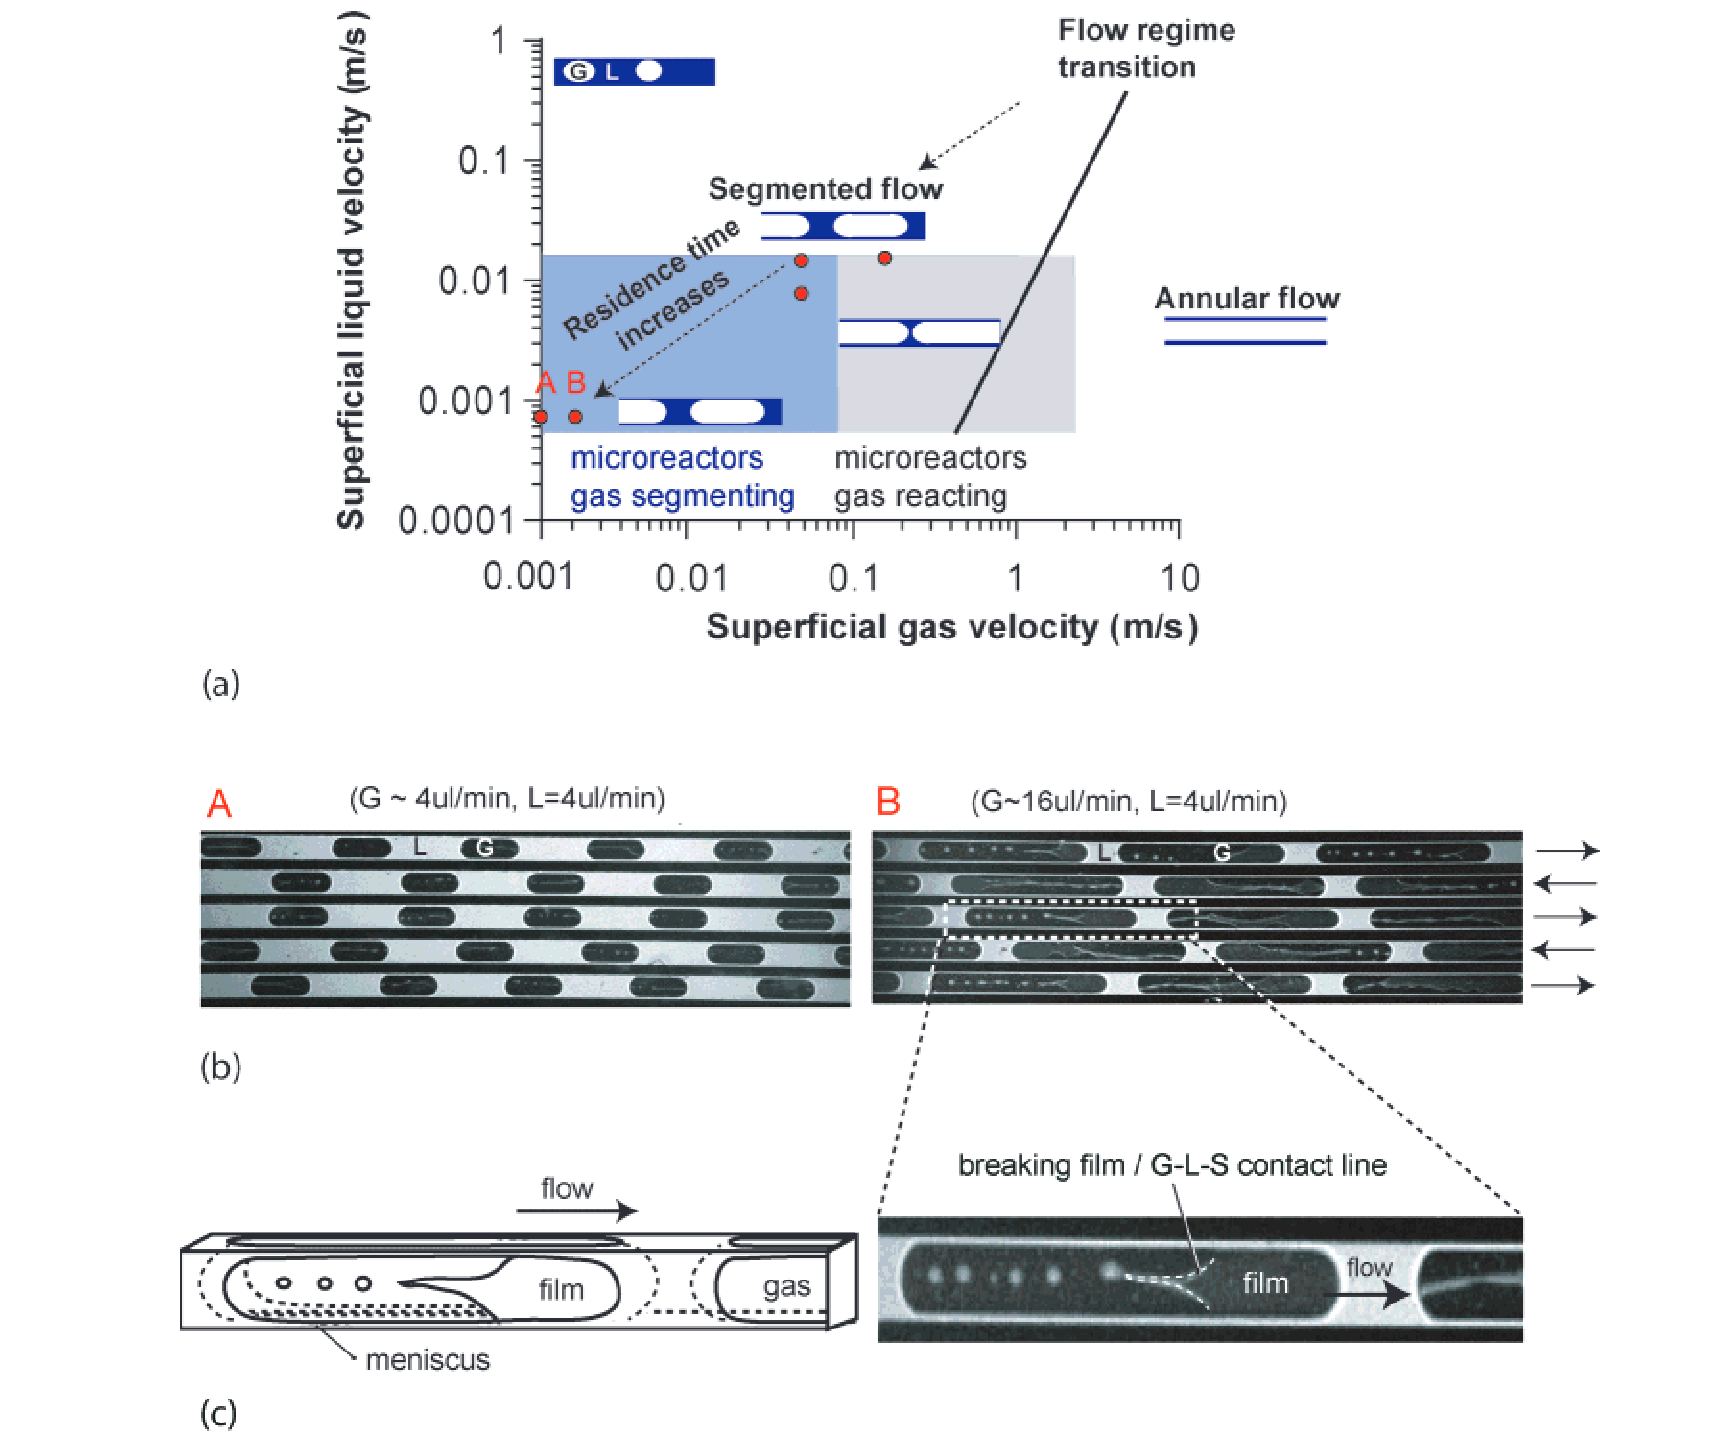 Superficial liquid velocity (m/s)
1
0.1
0.01
0.001
0.0001
G L
Flow regime
transition
Segmented flow
Residence time
increases
Annular flow
A B
microreactors
gas segmenting
microreactors
gas reacting
0.001 0.01 0.1 1 10
Superficial gas velocity (m/s)
(a)
A (G ~ 4ul/min, L=4ul/min)
B (G~16ul/min, L=4ul/min)
L G
L G
(b)
breaking film / G-L-S contact line
flow
film
gas
meniscus
film
flow
(c)